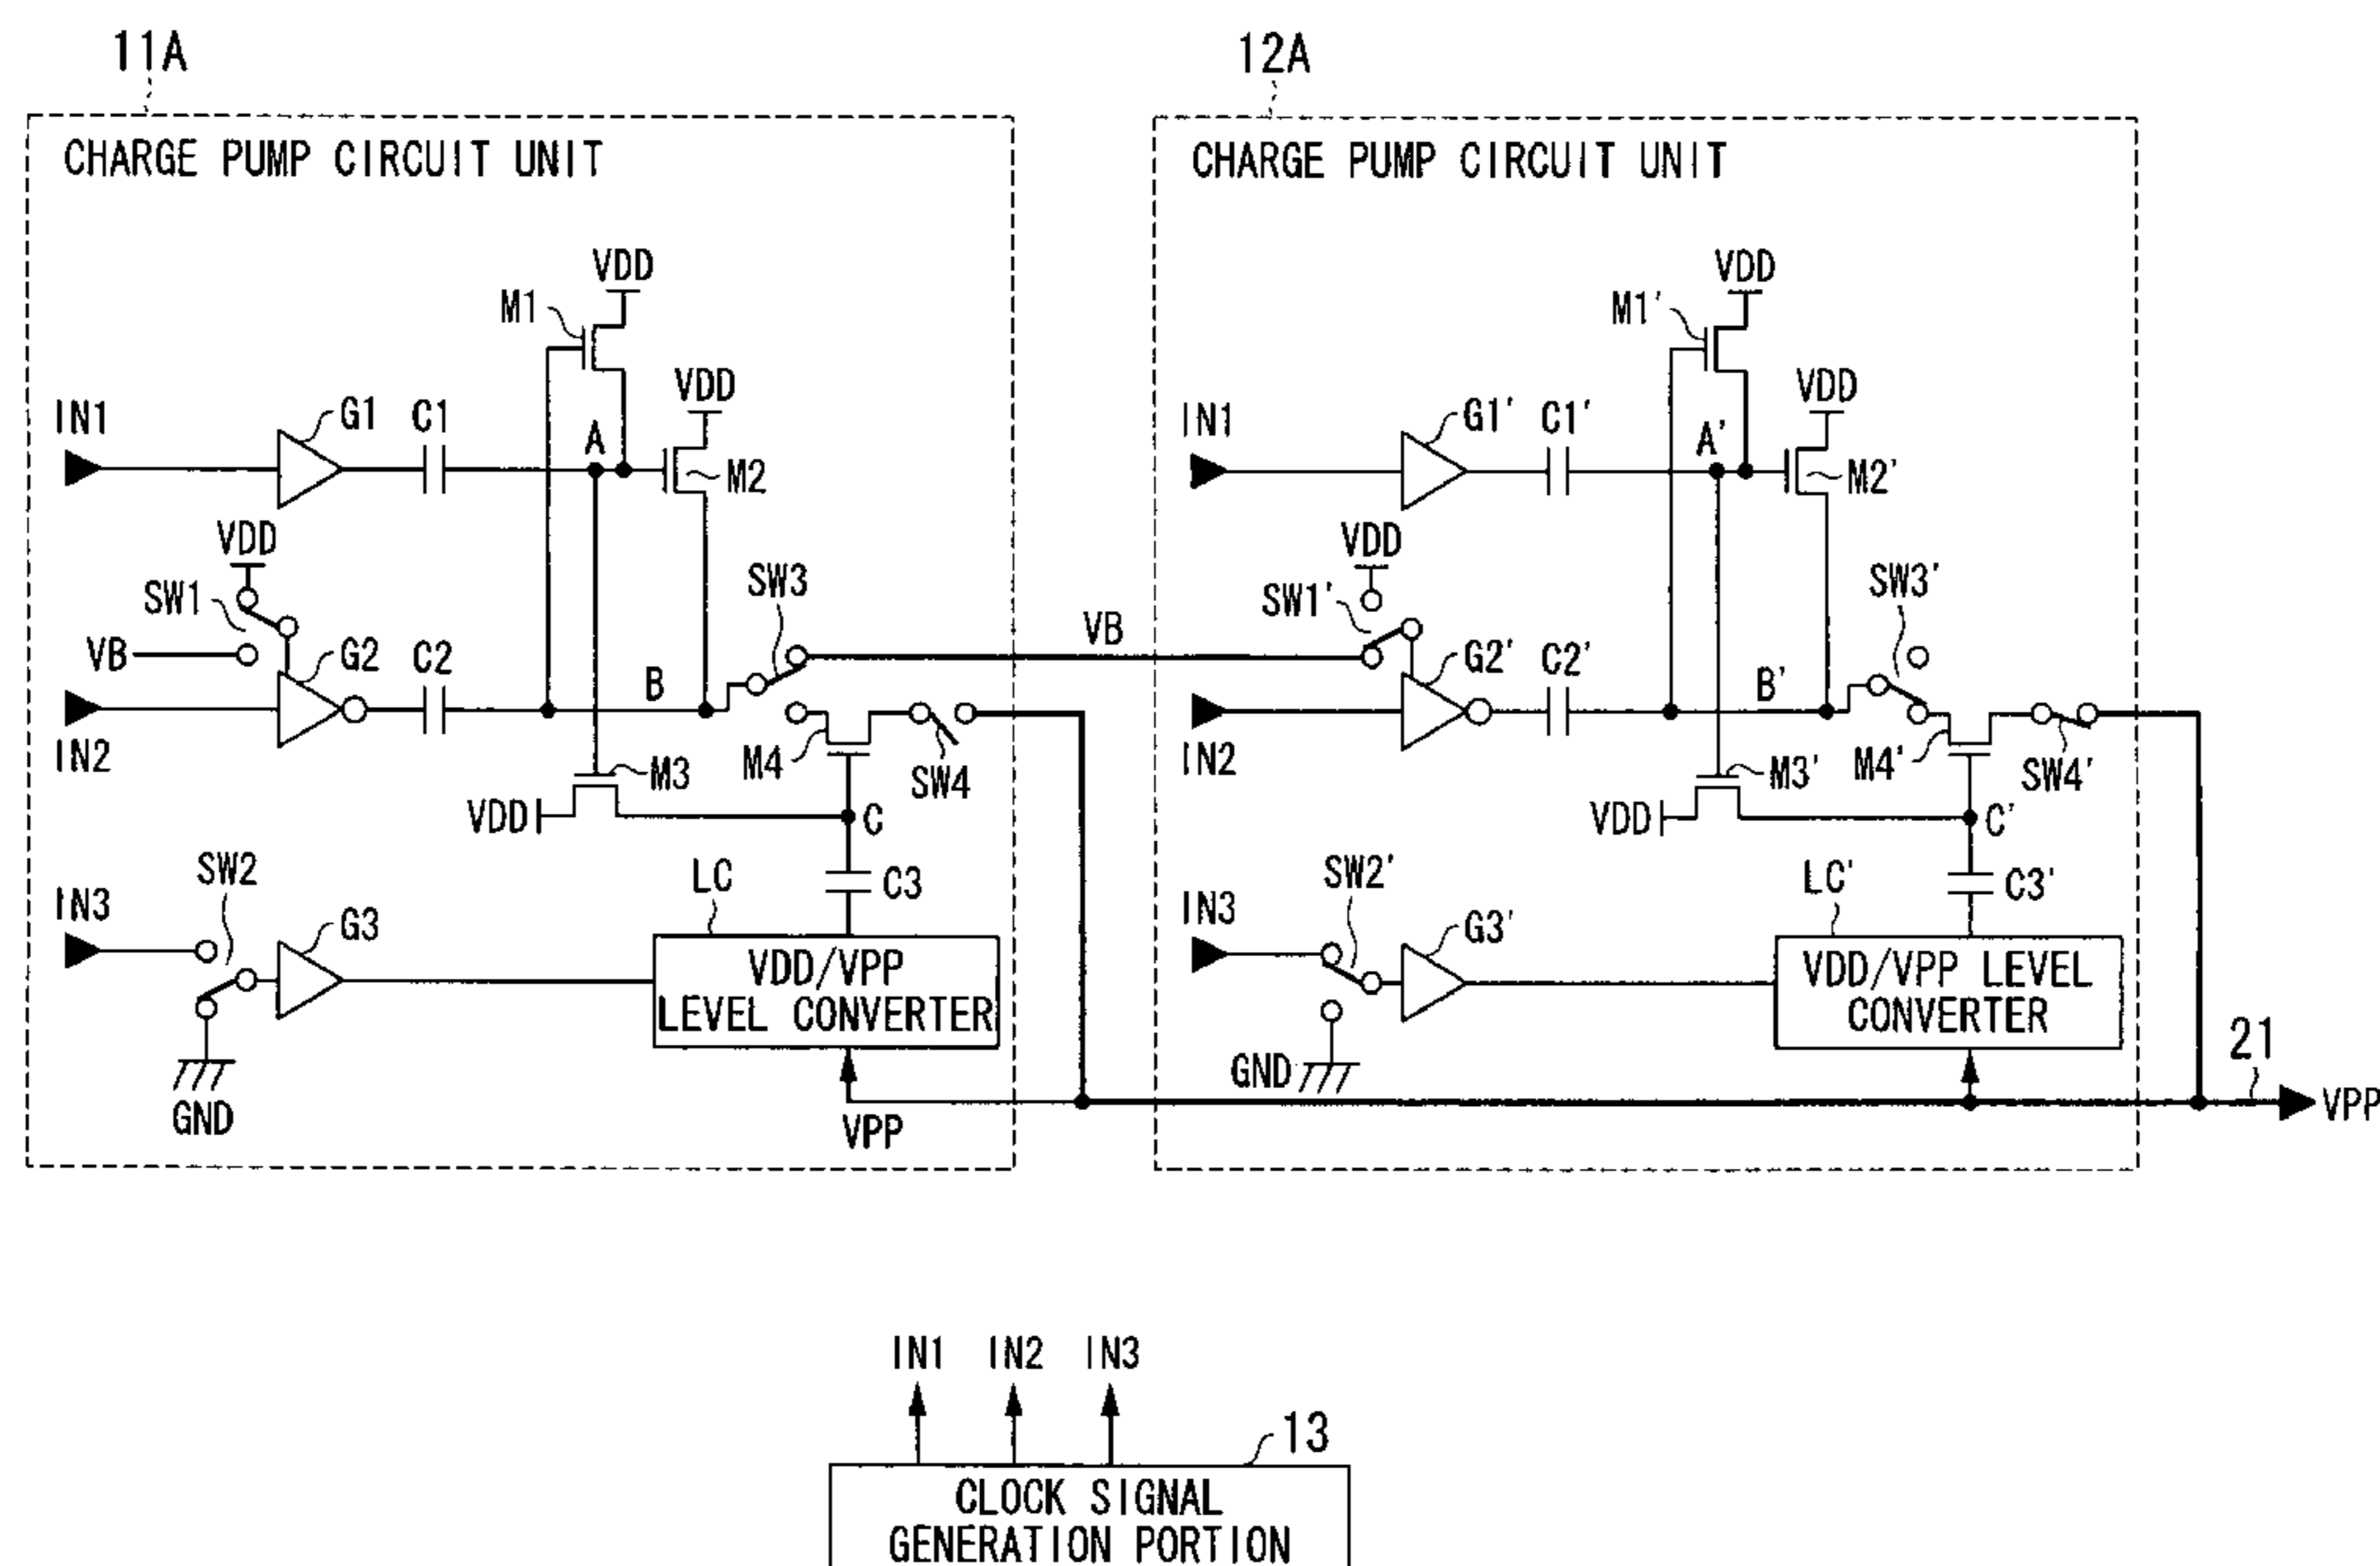 11A
12A
CHARGE PUMP CIRCUIT UNIT
CHARGE PUMP CIRCUIT UNIT
VDD
M1
VDD
IN1
G1
C1
A
M2
VDD
SW1
SW3
VB
G2
C2
B
IN2
M3
M4
SW4
VDD
C
SW2
LC
C3
IN3
G3
VDD/VPP
LEVEL CONVERTER
GND
VPP
VB
VDD
M1'
VDD
IN1
G1'
C1'
A'
M2'
VDD
SW1'
SW3'
G2'
C2'
B'
IN2
M3'
M4'
SW4'
VDD
C'
SW2'
LC'
C3'
IN3
G3'
VDD/VPP LEVEL
CONVERTER
GND
21
VPP
IN1 IN2 IN3
13
CLOCK SIGNAL
GENERATION PORTION